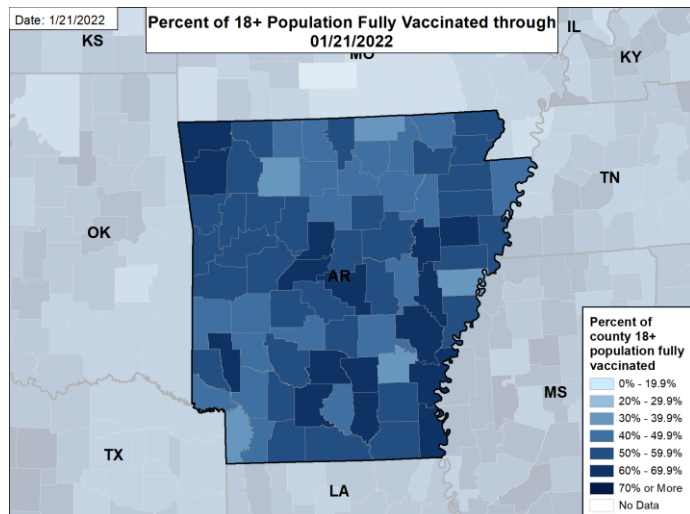 Date: 1/21/2022
Percent of 18+ Population Fully Vaccinated through
01/21/2022
KS
MO
IL
KY
OK
TN
AR
MS
TX
LA
Percent of
county 18+
population fully
vaccinated
0% - 19.9%
20% - 29.9%
30% - 39.9%
40% - 49.9%
50% - 59.9%
60% - 69.9%
70% or More
No Data